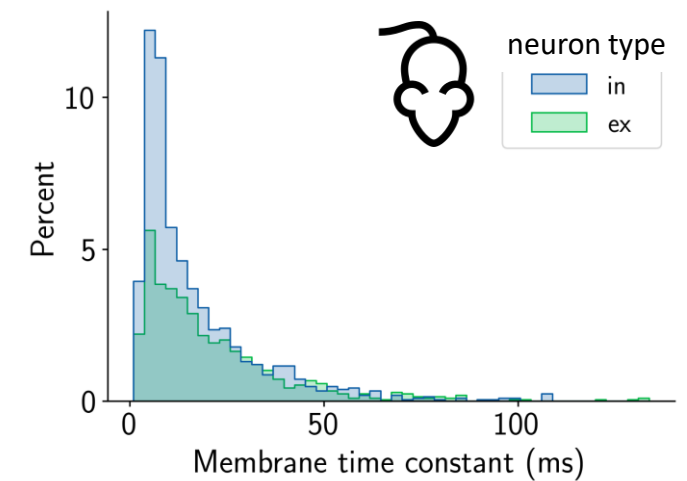 neuron type
in
ex
10
5
0
Percent
0 50 100
Membrane time constant (ms)